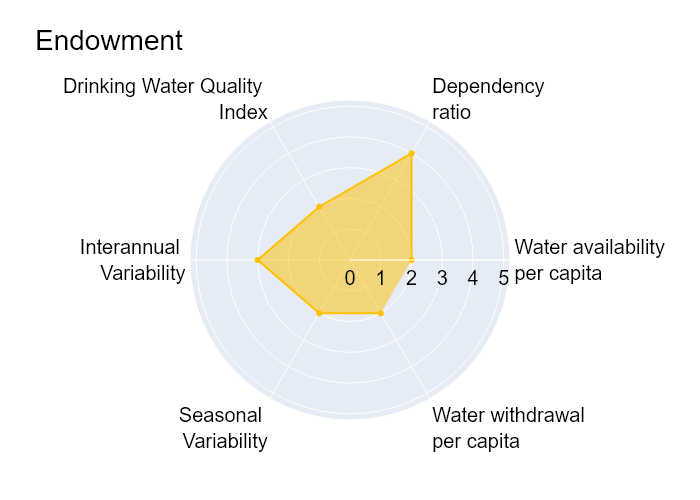 Endowment
Drinking Water Quality
Index
Dependency
ratio
Interannual
Variability
Water availability
per capita
0 1 2 3 4 5
Seasonal
Variability
Water withdrawal
per capita